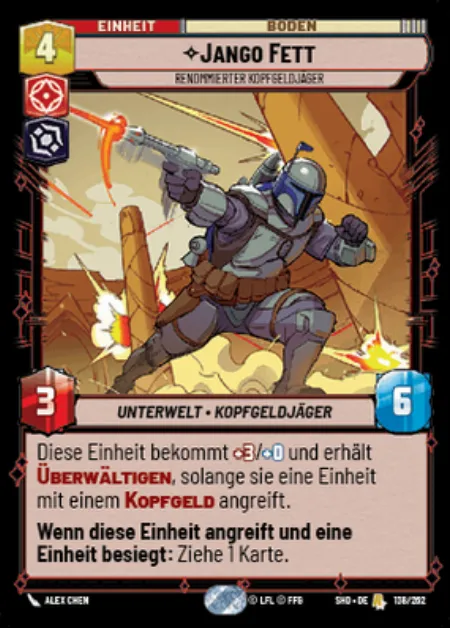 EINHEIT
BODEN
4
✧JANGO FETT
RENOMMIERTER KOPFGELDJÄGER
3
UNTERWELT • KOPFGELDJÄGER
6
Diese Einheit bekommt +3/+0 und erhält
ÜBERWÄLTIGEN, solange sie eine Einheit
mit einem KOPFGELD angreift.
Wenn diese Einheit angreift und eine
Einheit besiegt: Ziehe 1 Karte.
ALEX CHEN
© LFL © FFG
SHD • DE
138/262